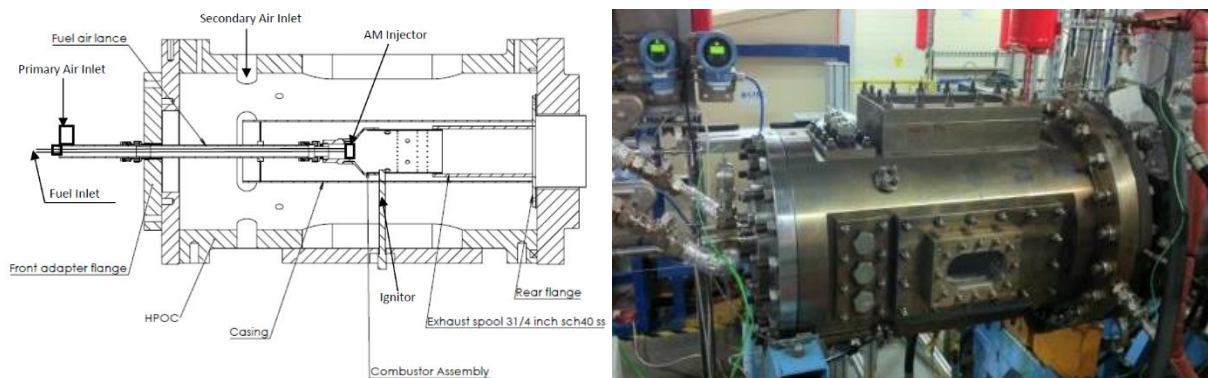 Secondary Air Inlet
Fuel air lance
AM Injector
Primary Air Inlet
Fuel Inlet
Front adapter flange
Ignitor
Rear flange
HPOC
Exhaust spool 31/4 inch sch40 ss
Casing
Combustor Assembly